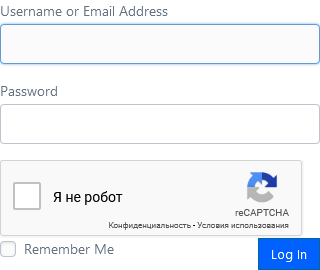 Username or Email Address
Password
Я не робот
reCAPTCHA
Конфиденциальность - Условия использования
Remember Me
Log In